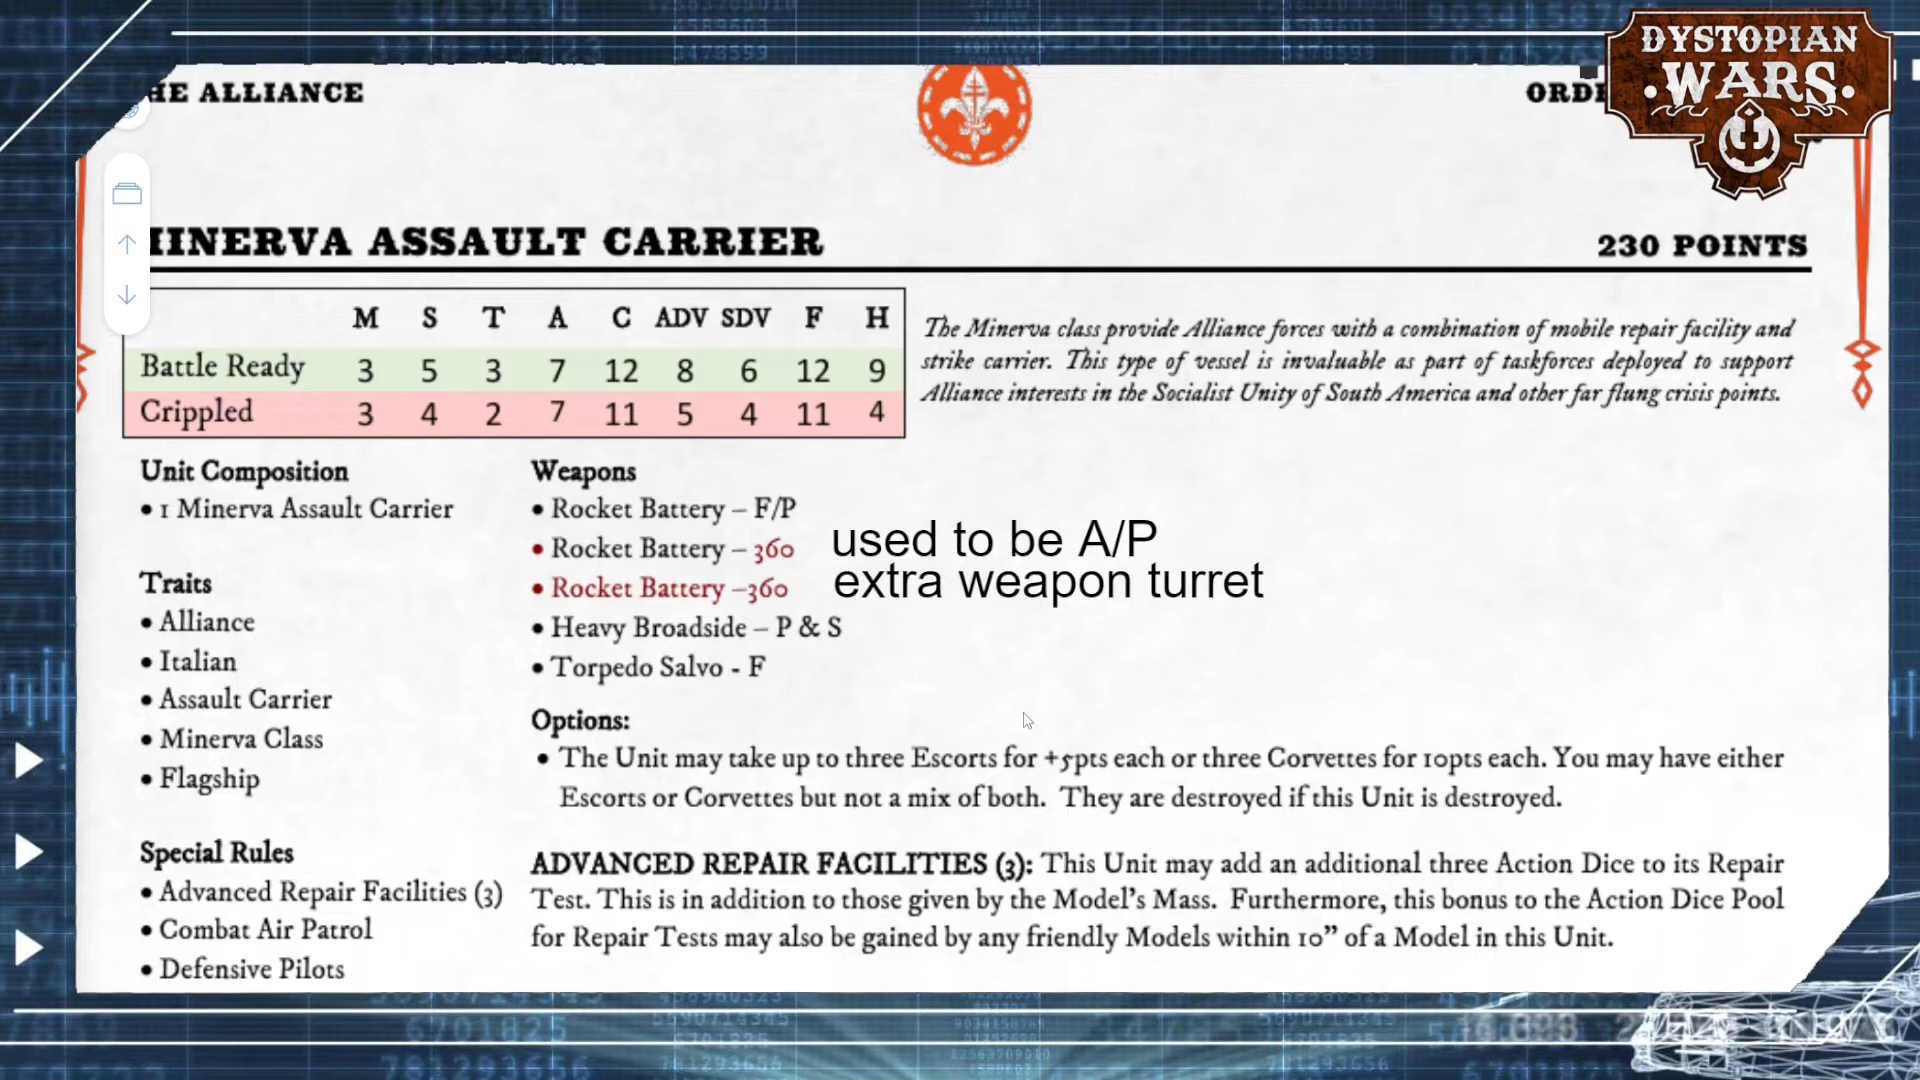 HE ALLIANCE
ORD
DYSTOPIAN
WARS
INERVA ASSAULT CARRIER
230 POINTS
M S T A C ADV SDV F H
Battle Ready 3 5 3 7 12 8 6 12 9
Crippled 3 4 2 7 11 5 4 11 4
The Minerva class provide Alliance forces with a combination of mobile repair facility and
strike carrier. This type of vessel is invaluable as part of taskforces deployed to support
Alliance interests in the Socialist Unity of South America and other far flung crisis points.
Unit Composition
• 1 Minerva Assault Carrier
Traits
• Alliance
• Italian
• Assault Carrier
• Minerva Class
• Flagship
Special Rules
• Advanced Repair Facilities (3)
• Combat Air Patrol
• Defensive Pilots
Weapons
• Rocket Battery – F/P
• Rocket Battery – 360
• Rocket Battery –360
• Heavy Broadside – P & S
• Torpedo Salvo - F
used to be A/P
extra weapon turret
Options:
• The Unit may take up to three Escorts for +5pts each or three Corvettes for 10pts each. You may have either
Escorts or Corvettes but not a mix of both. They are destroyed if this Unit is destroyed.
ADVANCED REPAIR FACILITIES (3): This Unit may add an additional three Action Dice to its Repair
Test. This is in addition to those given by the Model's Mass. Furthermore, this bonus to the Action Dice Pool
for Repair Tests may also be gained by any friendly Models within 10” of a Model in this Unit.